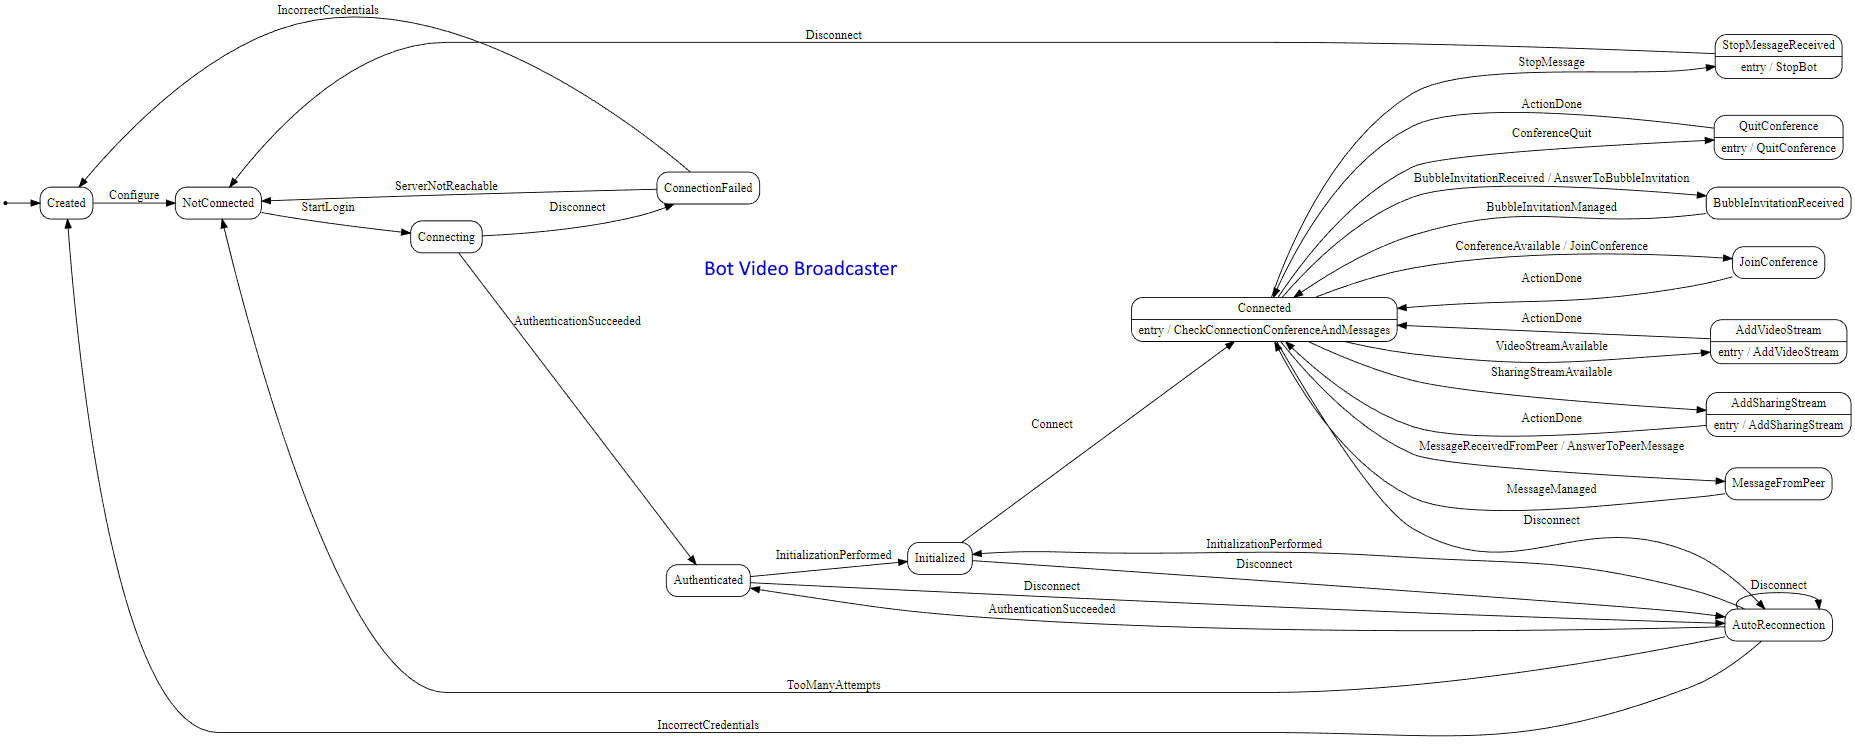 IncorrectCredentials
Disconnect
StopMessageReceived
entry / StopBot
StopMessage
ActionDone
QuitConference
entry / QuitConference
ConferenceQuit
BubbleInvitationReceived / AnswerToBubbleInvitation
BubbleInvitationReceived
BubbleInvitationManaged
ServerNotReachable
ConnectionFailed
Created
Configure
NotConnected
StartLogin
Disconnect
Connecting
ConferenceAvailable / JoinConference
JoinConference
ActionDone
Bot Video Broadcaster
Connected
entry / CheckConnectionConferenceAndMessages
ActionDone
AddVideoStream
entry / AddVideoStream
VideoStreamAvailable
AuthenticationSucceeded
SharingStreamAvailable
AddSharingStream
entry / AddSharingStream
ActionDone
Connect
MessageReceivedFromPeer / AnswerToPeerMessage
MessageFromPeer
MessageManaged
Disconnect
InitializationPerformed
Initialized
InitializationPerformed
Disconnect
Authenticated
Disconnect
AuthenticationSucceeded
Disconnect
AutoReconnection
TooManyAttempts
IncorrectCredentials